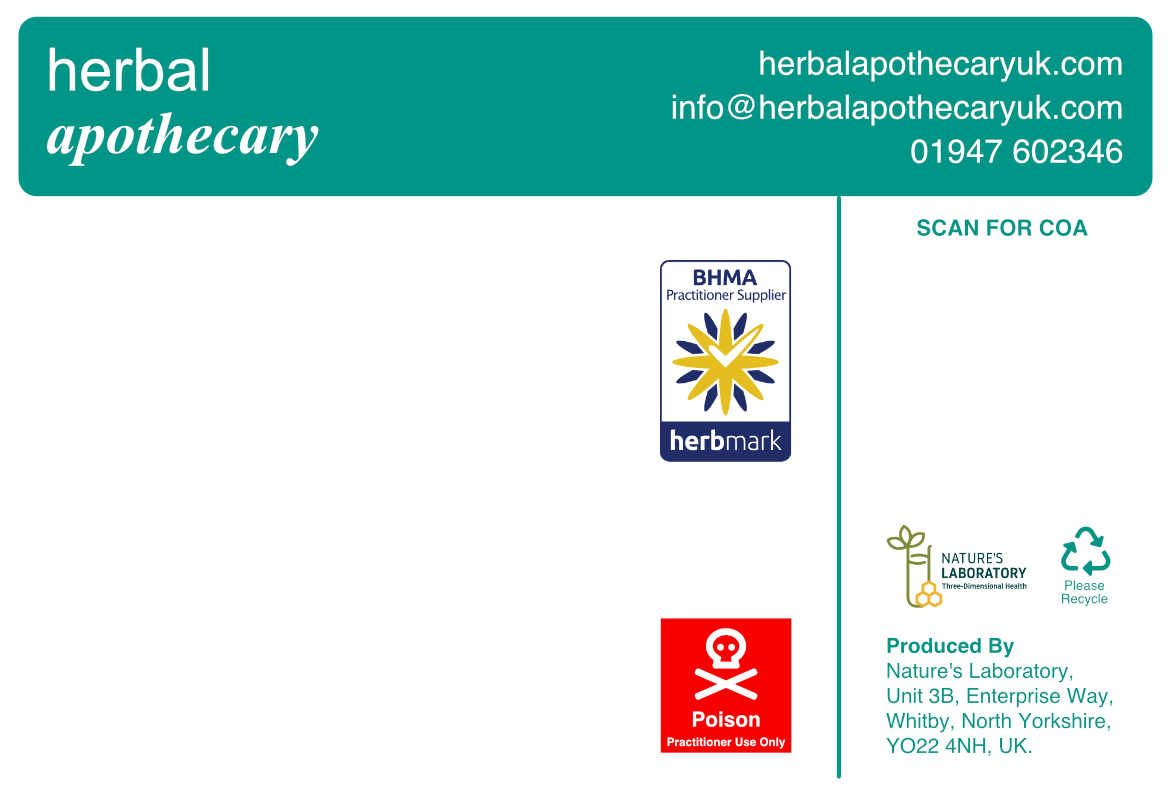 herbal
apothecary
herbalapothecaryuk.com
info@herbalapothecaryuk.com
01947 602346
SCAN FOR COA
BHMA
Practitioner Supplier
herbmark
NATURE'S
LABORATORY
Three-Dimensional Health
Please
Recycle
Poison
Practitioner Use Only
Produced By
Nature's Laboratory,
Unit 3B, Enterprise Way,
Whitby, North Yorkshire,
YO22 4NH, UK.